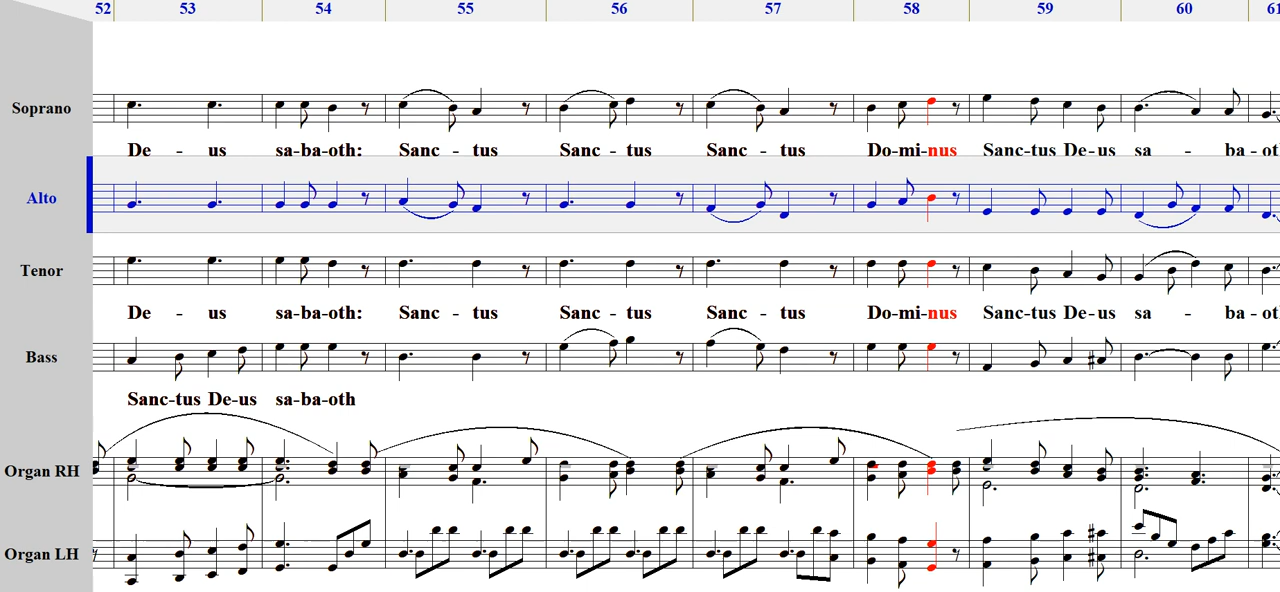 52 53 54 55 56 57 58 59 60 61
Soprano
De - us sa-ba-oth: Sanc - tus Sanc - tus Sanc - tus Do-mi-nus Sanc-tus De-us sa - ba-ot
Alto
Tenor
De - us sa-ba-oth: Sanc - tus Sanc - tus Sanc - tus Do-mi-nus Sanc-tus De-us sa - ba-ot
Bass
Sanc-tus De-us sa-ba-oth
Organ RH
Organ LH